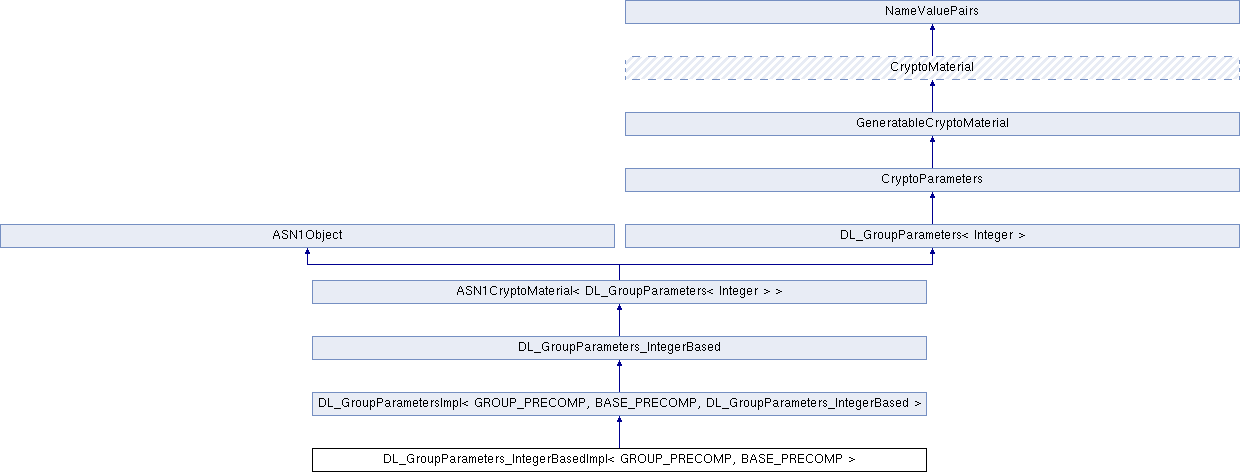 NameValuePairs
CryptoMaterial
GeneratableCryptoMaterial
CryptoParameters
ASN1Object
DL_GroupParameters< Integer >
ASN1CryptoMaterial< DL_GroupParameters< Integer > >
DL_GroupParameters_IntegerBased
DL_GroupParametersImpl< GROUP_PRECOMP, BASE_PRECOMP, DL_GroupParameters_IntegerBased >
DL_GroupParameters_IntegerBasedImpl< GROUP_PRECOMP, BASE_PRECOMP >